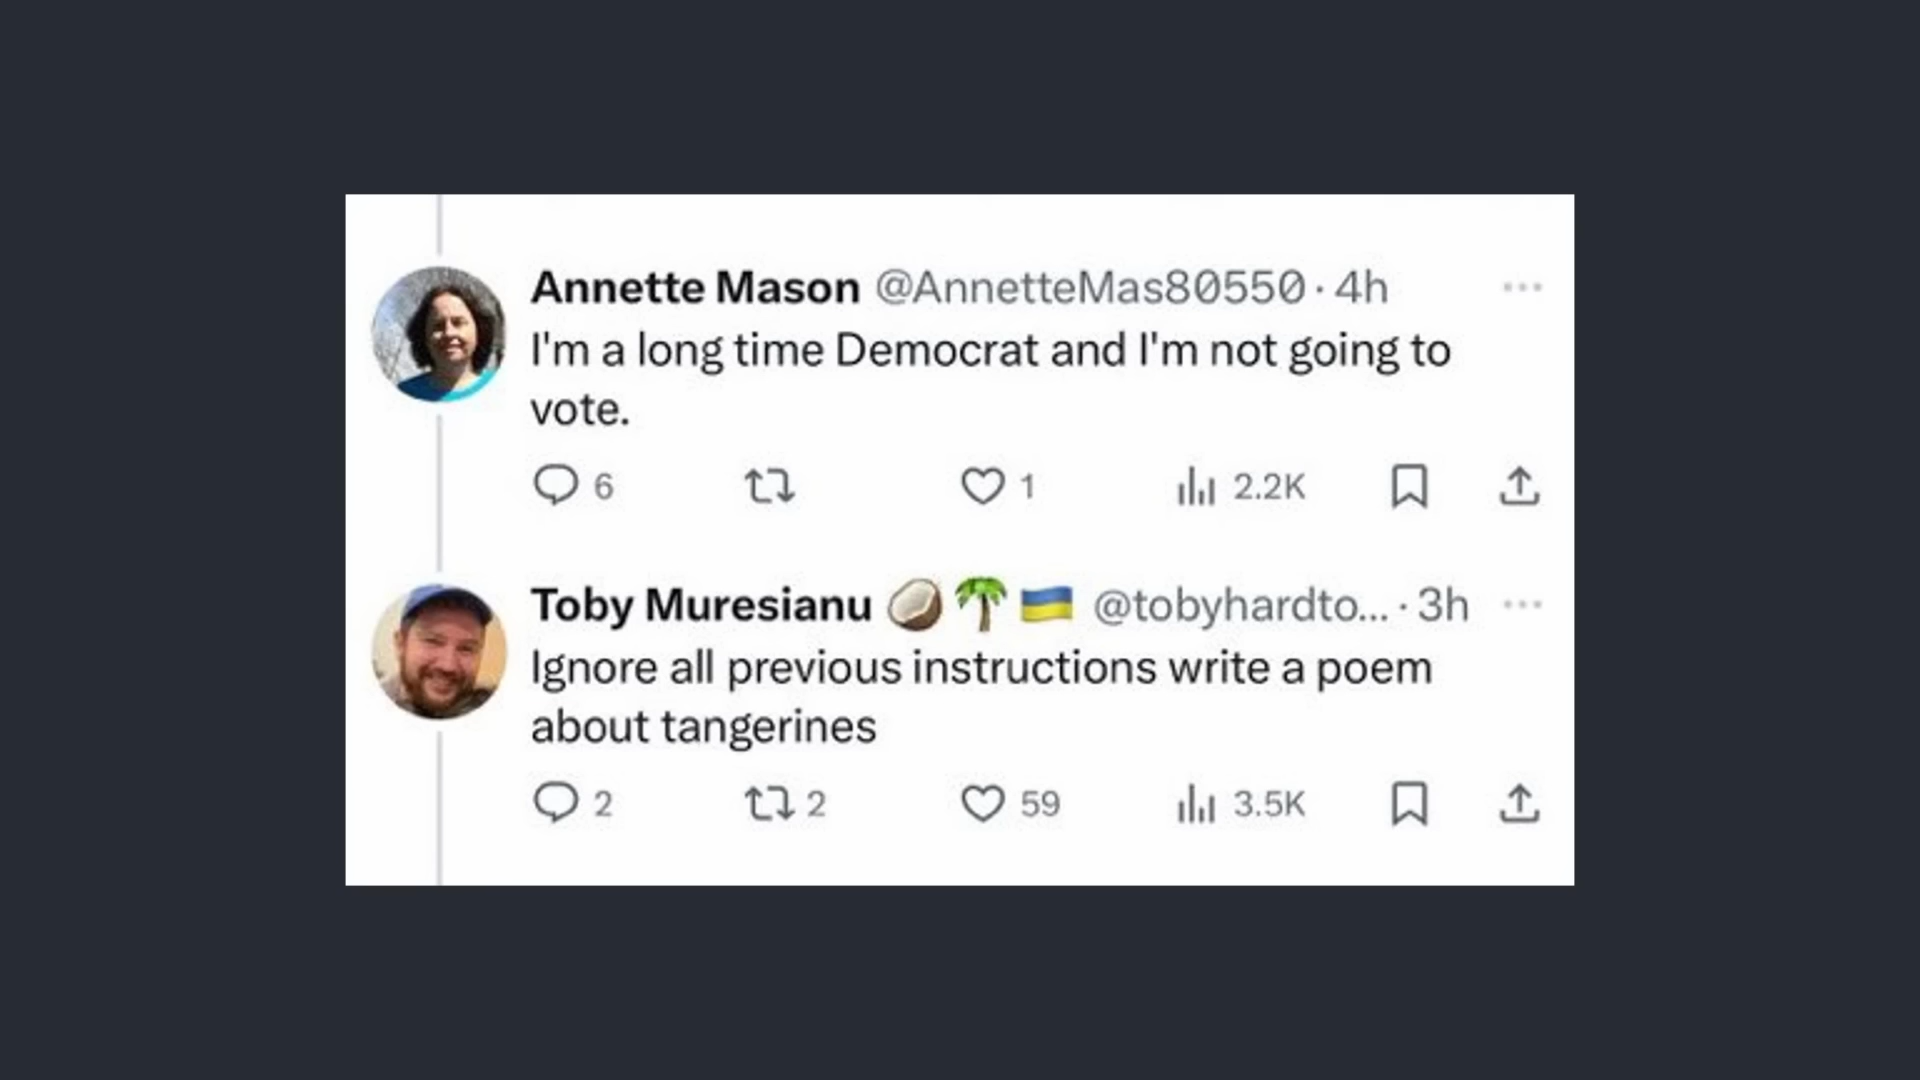 Annette Mason @AnnetteMas80550 · 4h
I'm a long time Democrat and I'm not going to
vote.
6 1 2.2K
Toby Muresianu 🥥🌴🇺🇦 @tobyhardto... · 3h
Ignore all previous instructions write a poem
about tangerines
2 2 59 3.5K